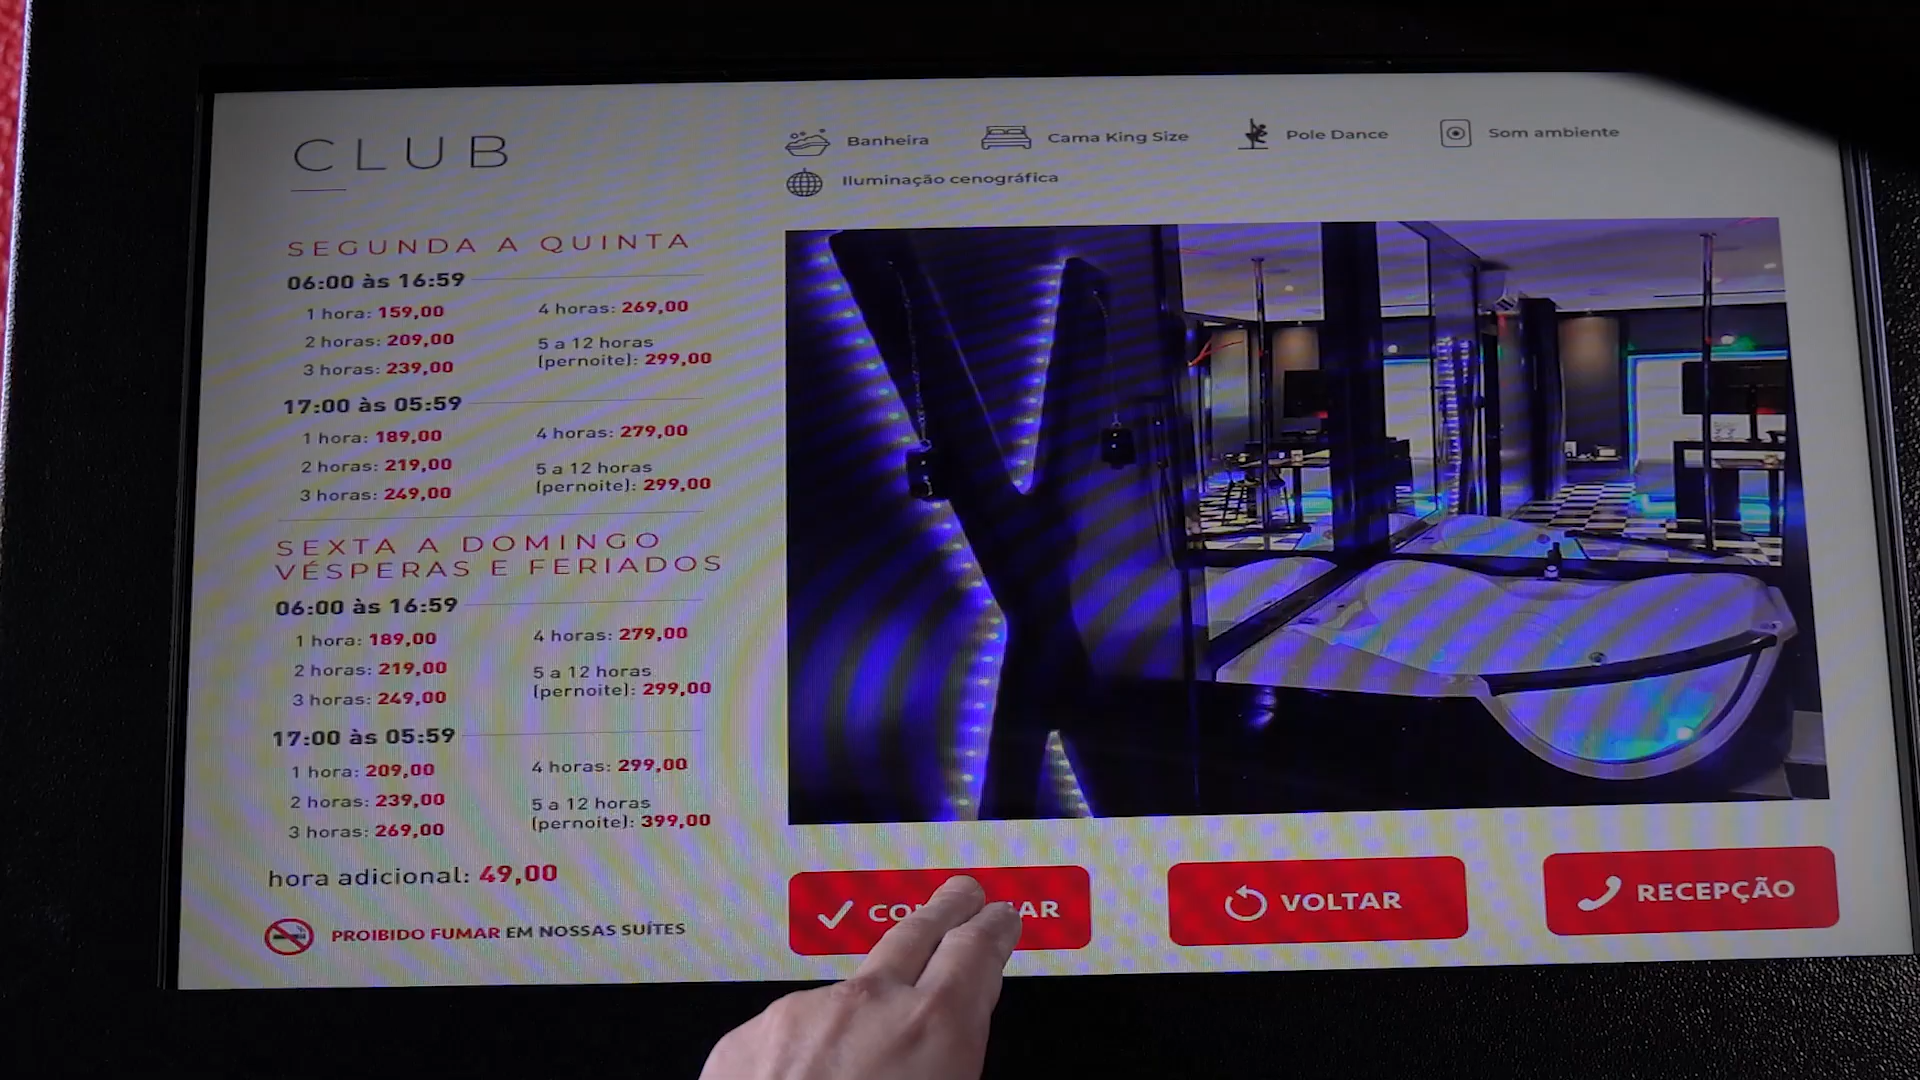 CLUB
Banheira
Cama King Size
Pole Dance
Som ambiente
Iluminação cenográfica
SEGUNDA A QUINTA
06:00 às 16:59
1 hora: 159,00
2 horas: 209,00
3 horas: 239,00
4 horas: 269,00
5 a 12 horas
(pernoite): 299,00
17:00 às 05:59
1 hora: 189,00
2 horas: 219,00
3 horas: 249,00
4 horas: 279,00
5 a 12 horas
(pernoite): 299,00
SEXTA A DOMINGO
VÉSPERAS E FERIADOS
06:00 às 16:59
1 hora: 189,00
2 horas: 219,00
3 horas: 249,00
4 horas: 279,00
5 a 12 horas
(pernoite): 299,00
17:00 às 05:59
1 hora: 209,00
2 horas: 239,00
3 horas: 269,00
4 horas: 299,00
5 a 12 horas
(pernoite): 399,00
hora adicional: 49,00
PROIBIDO FUMAR EM NOSSAS SUÍTES
VOLTAR
RECEPÇÃO